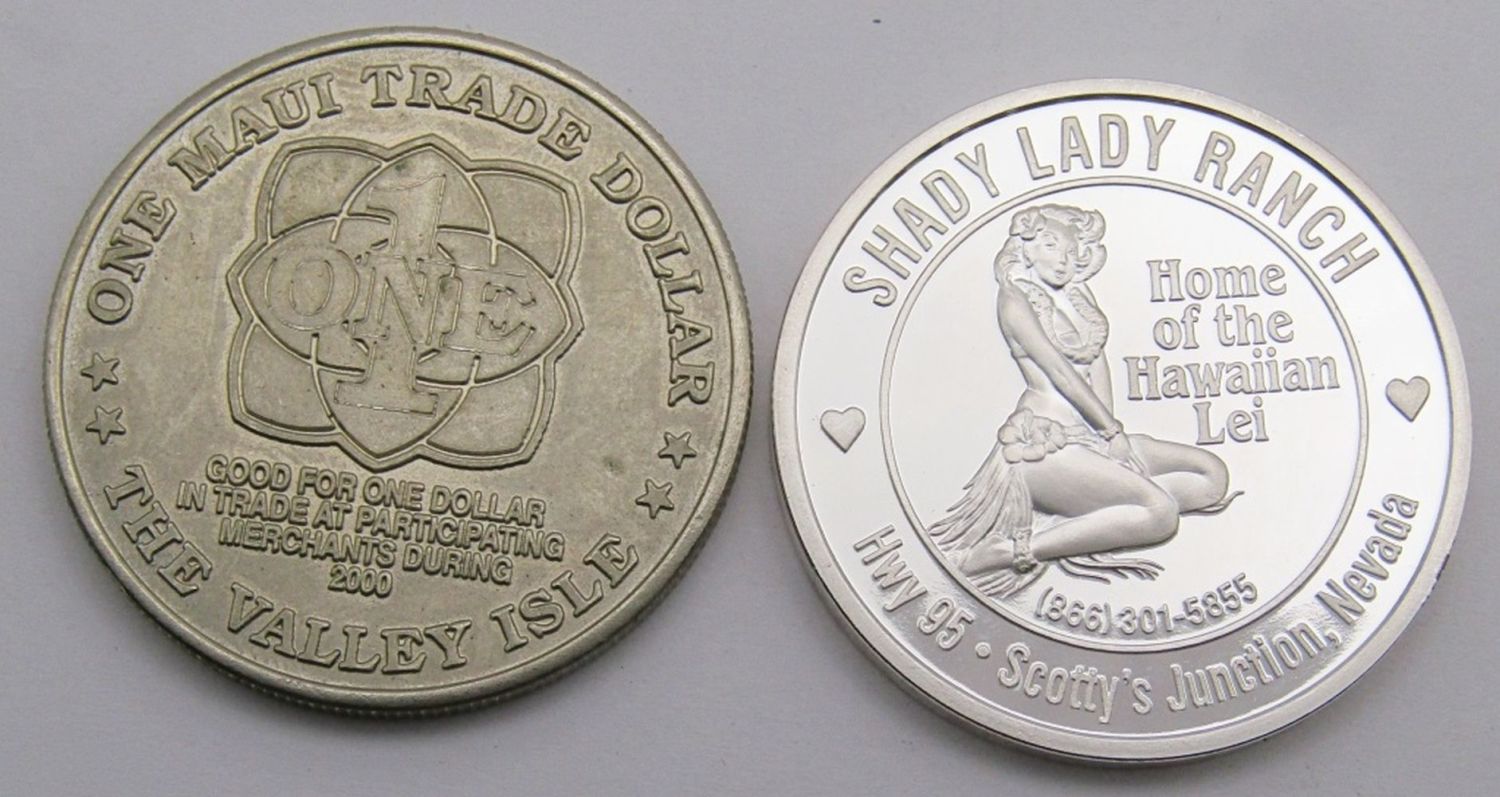 ONE MAUI TRADE DOLLAR
1
ONE
1
GOOD FOR ONE DOLLAR
IN TRADE AT PARTICIPATING
MERCHANTS DURING
2000
THE VALLEY ISLE
SHADY LADY RANCH
Home
of the
Hawaiian
Lei
(866) 301-5855
Hwy 95 • Scotty's Junction, Nevada